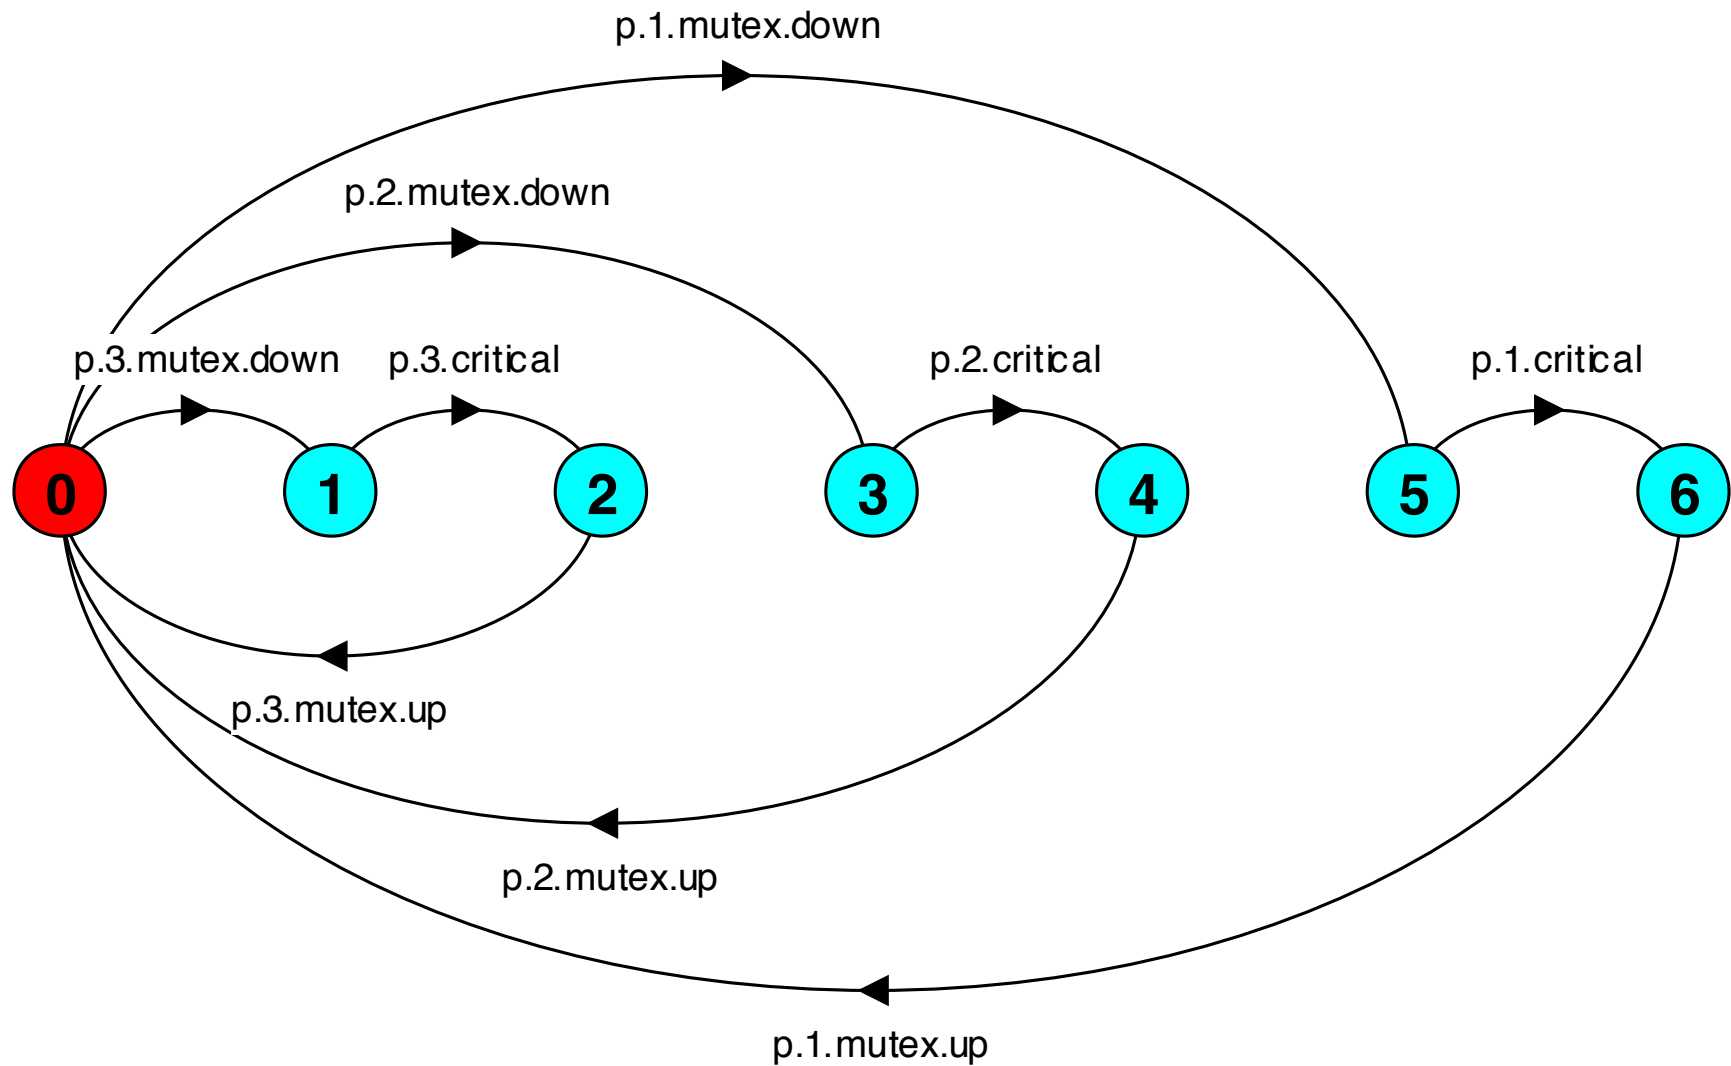 p.1.mutex.down
p.2.mutex.down
p.3.mutex.down p.3.critical p.2.critical p.1.critical
0 1 2 3 4 5 6
p.3.mutex.up
p.2.mutex.up
p.1.mutex.up